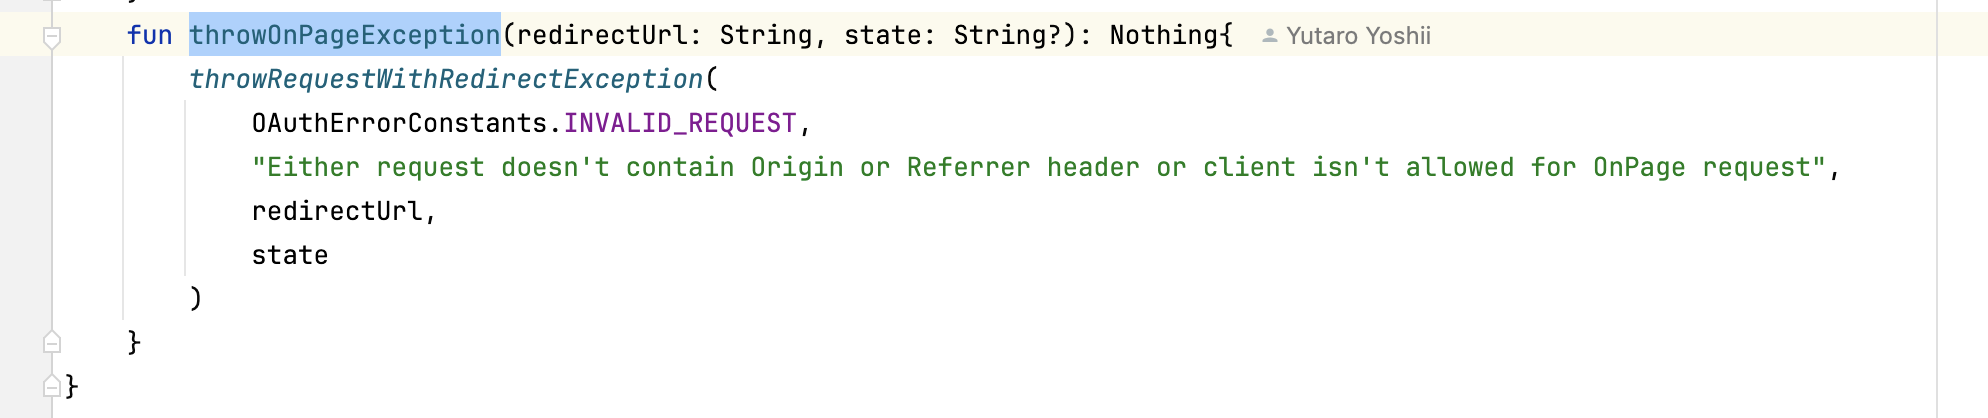 fun throwOnPageException(redirectUrl: String, state: String?): Nothing{ Yutaro Yoshii
throwRequestWithRedirectException(
OAuthErrorConstants.INVALID_REQUEST,
"Either request doesn't contain Origin or Referrer header or client isn't allowed for OnPage request",
redirectUrl,
state
)
}
}